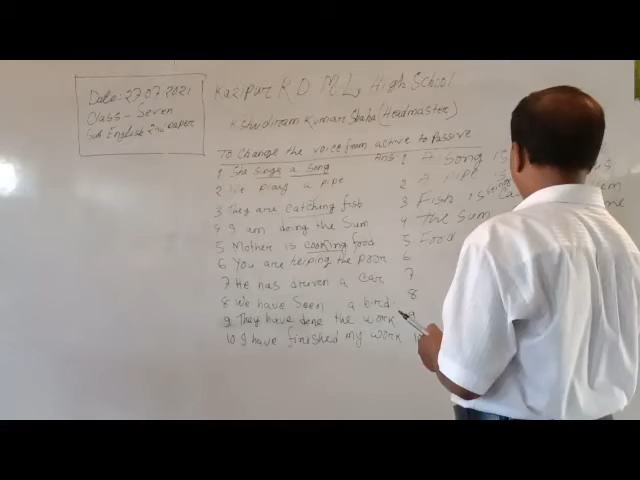 Date: 27.07.2021
Class - Seven
Sub English 2nd paper
Kazipur R D M L High School
Kshudiram Kumar Shaha (Headmaster)
To Change the voice from active to Passive
1 She sings a song
2 We play a pipe
3 They are catching fish
4 I am doing the Sum
5 Mother is cooking food
6 You are helping the poor
7 He has driven a car
8 We have seen a bird.
9 They have done the work
10 I have finished my work
Ans 1 A Song is
2 A pipe is
3 Fish is
4 The Sum
5 Food
6
7
8
9